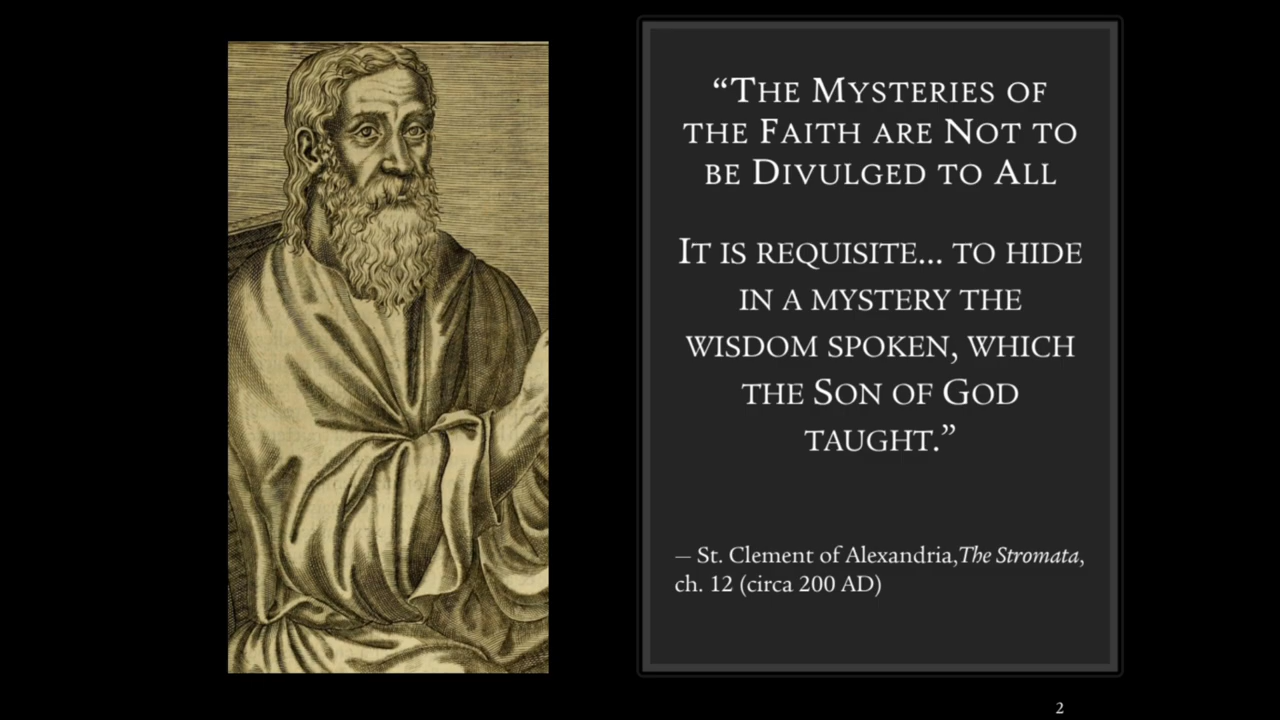 “The Mysteries of
the Faith are Not to
be Divulged to All
It is requisite... to hide
in a mystery the
wisdom spoken, which
the Son of God
taught.”
– St. Clement of Alexandria,The Stromata,
ch. 12 (circa 200 AD)
2